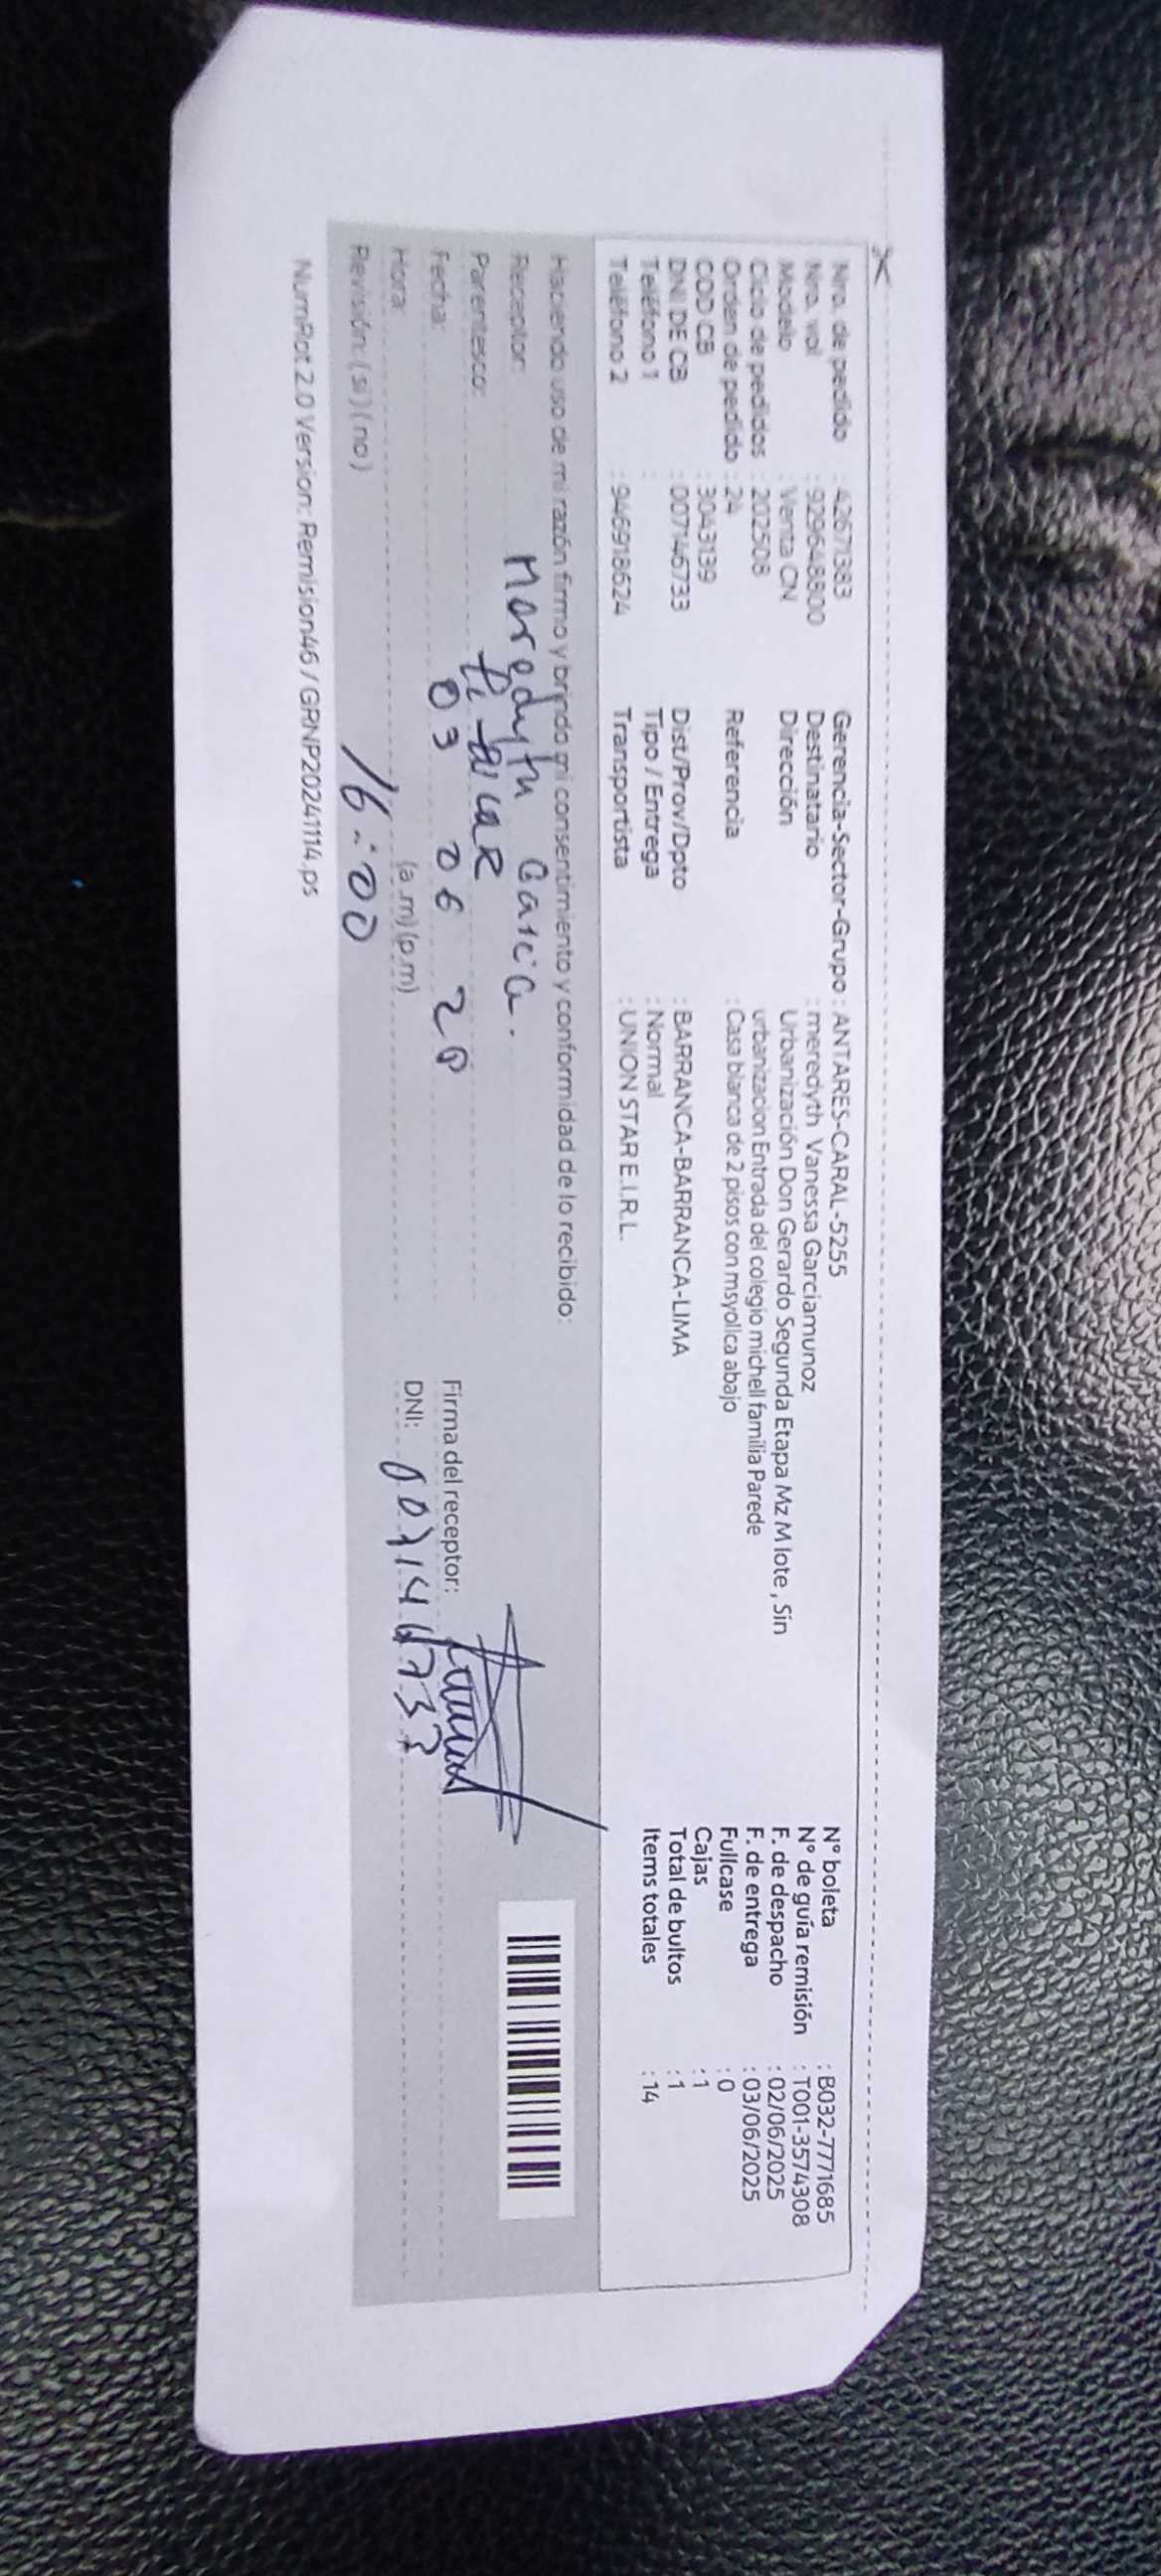 Nro. de pedido : 42671383
Nro. vol : 929648800
Modelo : Venta CN
Ciclo de pedidos : 202508
Orden de pedido : 24
COD CB : 3043139
DNI DE CB : 007146733
Teléfono 1 :
Teléfono 2 : 946918624
Gerencia-Sector-Grupo : ANTARES-CARAL-5255
Destinatario : meredyth Vanessa Garciamunoz
Dirección : Urbanización Don Gerardo Segunda Etapa Mz M lote , Sin
urbanizacion Entrada del colegio michell familia Parede
Referencia : Casa blanca de 2 pisos con msyolica abajo
Dist/Prov/Dpto : BARRANCA-BARRANCA-LIMA
Tipo / Entrega : Normal
Transportista : UNION STAR E.I.R.L.
N° boleta : B032-7771685
N° de guía remisión : T001-3574308
F. de despacho : 02/06/2025
F. de entrega : 03/06/2025
Fullcase : 0
Cajas : 1
Total de bultos : 1
Items totales : 14
Haciendo uso de mi razón firmo y brindo mi consentimiento y conformidad de lo recibido:
Receptor: Meredyth Garcia.
Parentesco: titular
Fecha: 03 06 20
Hora: (a.m) (p.m)
16:00
Revisión: ( si ) ( no )
Firma del receptor:
DNI: 007146733
NumPlot 2.0 Version: Remision46 / GRNP20241114.ps